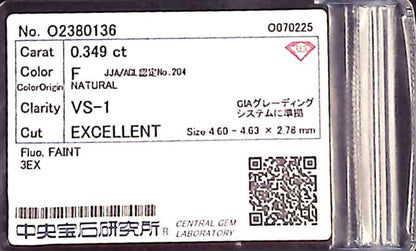 No. O2380136 O070225
Carat 0.349 ct
Color F JJA/AGL認定No.204
ColorOrigin NATURAL
Clarity VS-1 GIAグレーディング
システムに準拠
Cut EXCELLENT Size 4.60 - 4.63 × 2.78 mm
Fluo. FAINT
3EX
中央宝石研究所 ® CENTRAL GEM
LABORATORY